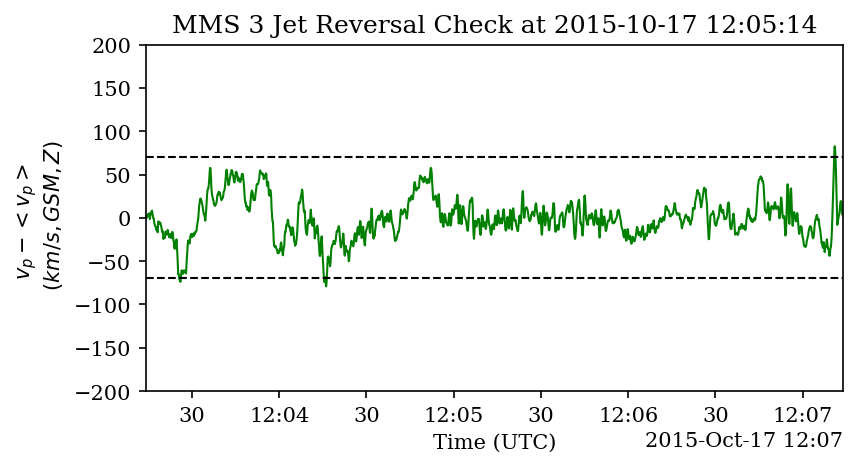 MMS 3 Jet Reversal Check at 2015-10-17 12:05:14
200
150
100
50
0
−50
−100
−150
−200
v_p − < v_p >
(km/s, GSM, Z)
30 12:04 30 12:05 30 12:06 30 12:07
Time (UTC)
2015-Oct-17 12:07